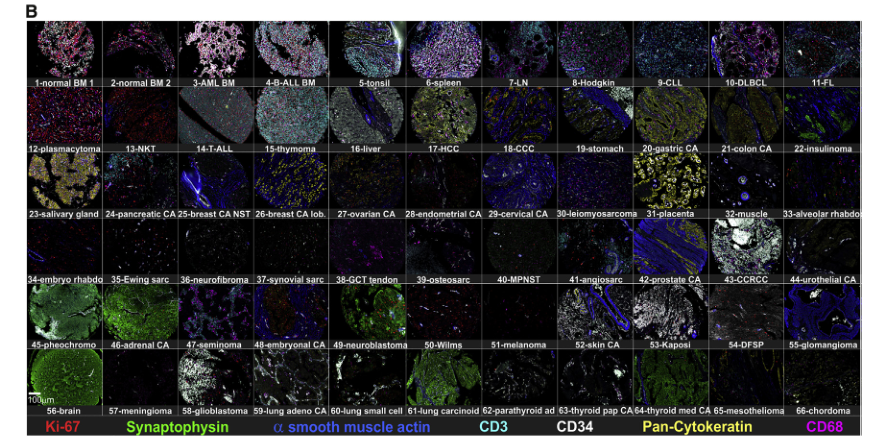 B
1-normal BM 1 2-normal BM 2 3-AML BM 4-B-ALL BM 5-tonsil 6-spleen 7-LN 8-Hodgkin 9-CLL 10-DLBCL 11-FL
12-plasmacytoma 13-NKT 14-T-ALL 15-thymoma 16-liver 17-HCC 18-CCC 19-stomach 20-gastric CA 21-colon CA 22-insulinoma
23-salivary gland 24-pancreatic CA 25-breast CA NST 26-breast CA lob. 27-ovarian CA 28-endometrial CA 29-cervical CA 30-leiomyosarcoma 31-placenta 32-muscle 33-alveolar rhabdo
34-embryo rhabdo 35-Ewing sarc 36-neurofibroma 37-synovial sarc 38-GCT tendon 39-osteosarc 40-MPNST 41-angiosarc 42-prostate CA 43-CCRCC 44-urothelial CA
45-pheochromo 46-adrenal CA 47-seminoma 48-embryonal CA 49-neuroblastoma 50-Wilms 51-melanoma 52-skin CA 53-Kaposi 54-DFSP 55-glomangioma
100μm
56-brain 57-meningioma 58-glioblastoma 59-lung adeno CA 60-lung small cell 61-lung carcinoid 62-parathyroid ad 63-thyroid pap CA 64-thyroid med CA 65-mesothelioma 66-chordoma
Ki-67 Synaptophysin α smooth muscle actin CD3 CD34 Pan-Cytokeratin CD68